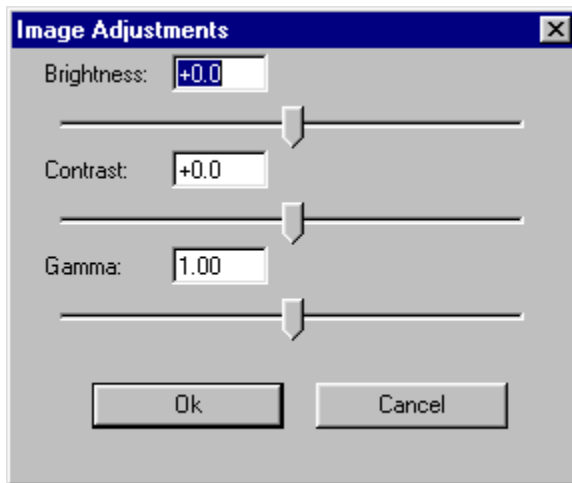 Image Adjustments
Brightness: +0.0
Contrast: +0.0
Gamma: 1.00
Ok Cancel